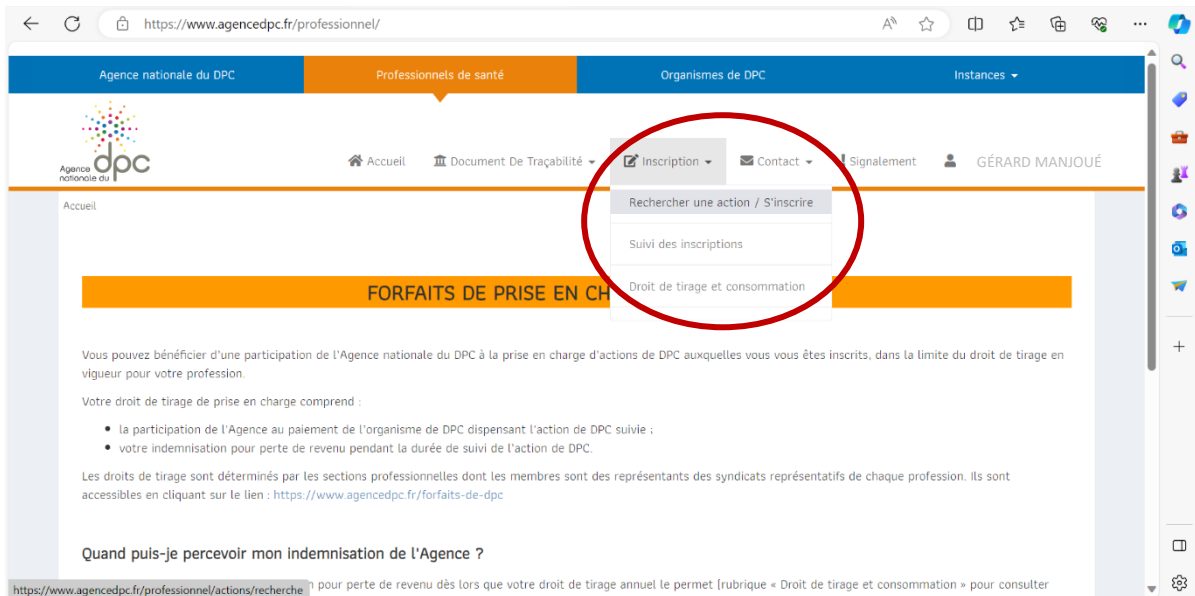 https://www.agencedpc.fr/professionnel/
Agence nationale du DPC
Professionnels de santé
Organismes de DPC
Instances
Agence nationale du dpc
Accueil
Document De Traçabilité
Inscription
Contact
Signalement
GÉRARD MANJOUÉ
Accueil
Rechercher une action / S'inscrire
Suivi des inscriptions
Droit de tirage et consommation
FORFAITS DE PRISE EN CH
Vous pouvez bénéficier d'une participation de l'Agence nationale du DPC à la prise en charge d'actions de DPC auxquelles vous vous êtes inscrits, dans la limite du droit de tirage en
vigueur pour votre profession.
Votre droit de tirage de prise en charge comprend :
• la participation de l'Agence au paiement de l'organisme de DPC dispensant l'action de DPC suivie ;
• votre indemnisation pour perte de revenu pendant la durée de suivi de l'action de DPC.
Les droits de tirage sont déterminés par les sections professionnelles dont les membres sont des représentants des syndicats représentatifs de chaque profession. Ils sont
accessibles en cliquant sur le lien : https://www.agencedpc.fr/forfaits-de-dpc
Quand puis-je percevoir mon indemnisation de l'Agence ?
n pour perte de revenu dès lors que votre droit de tirage annuel le permet [rubrique « Droit de tirage et consommation » pour consulter
https://www.agencedpc.fr/professionnel/actions/recherche